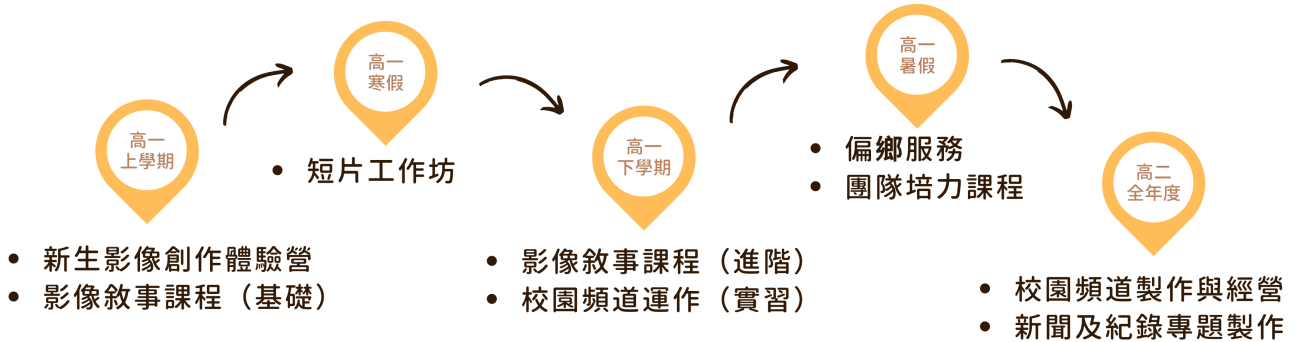 高一
上學期
• 新生影像創作體驗營
• 影像敘事課程（基礎）
高一
寒假
• 短片工作坊
高一
下學期
• 影像敘事課程（進階）
• 校園頻道運作（實習）
高一
暑假
• 偏鄉服務
• 團隊培力課程
高二
全年度
• 校園頻道製作與經營
• 新聞及紀錄專題製作